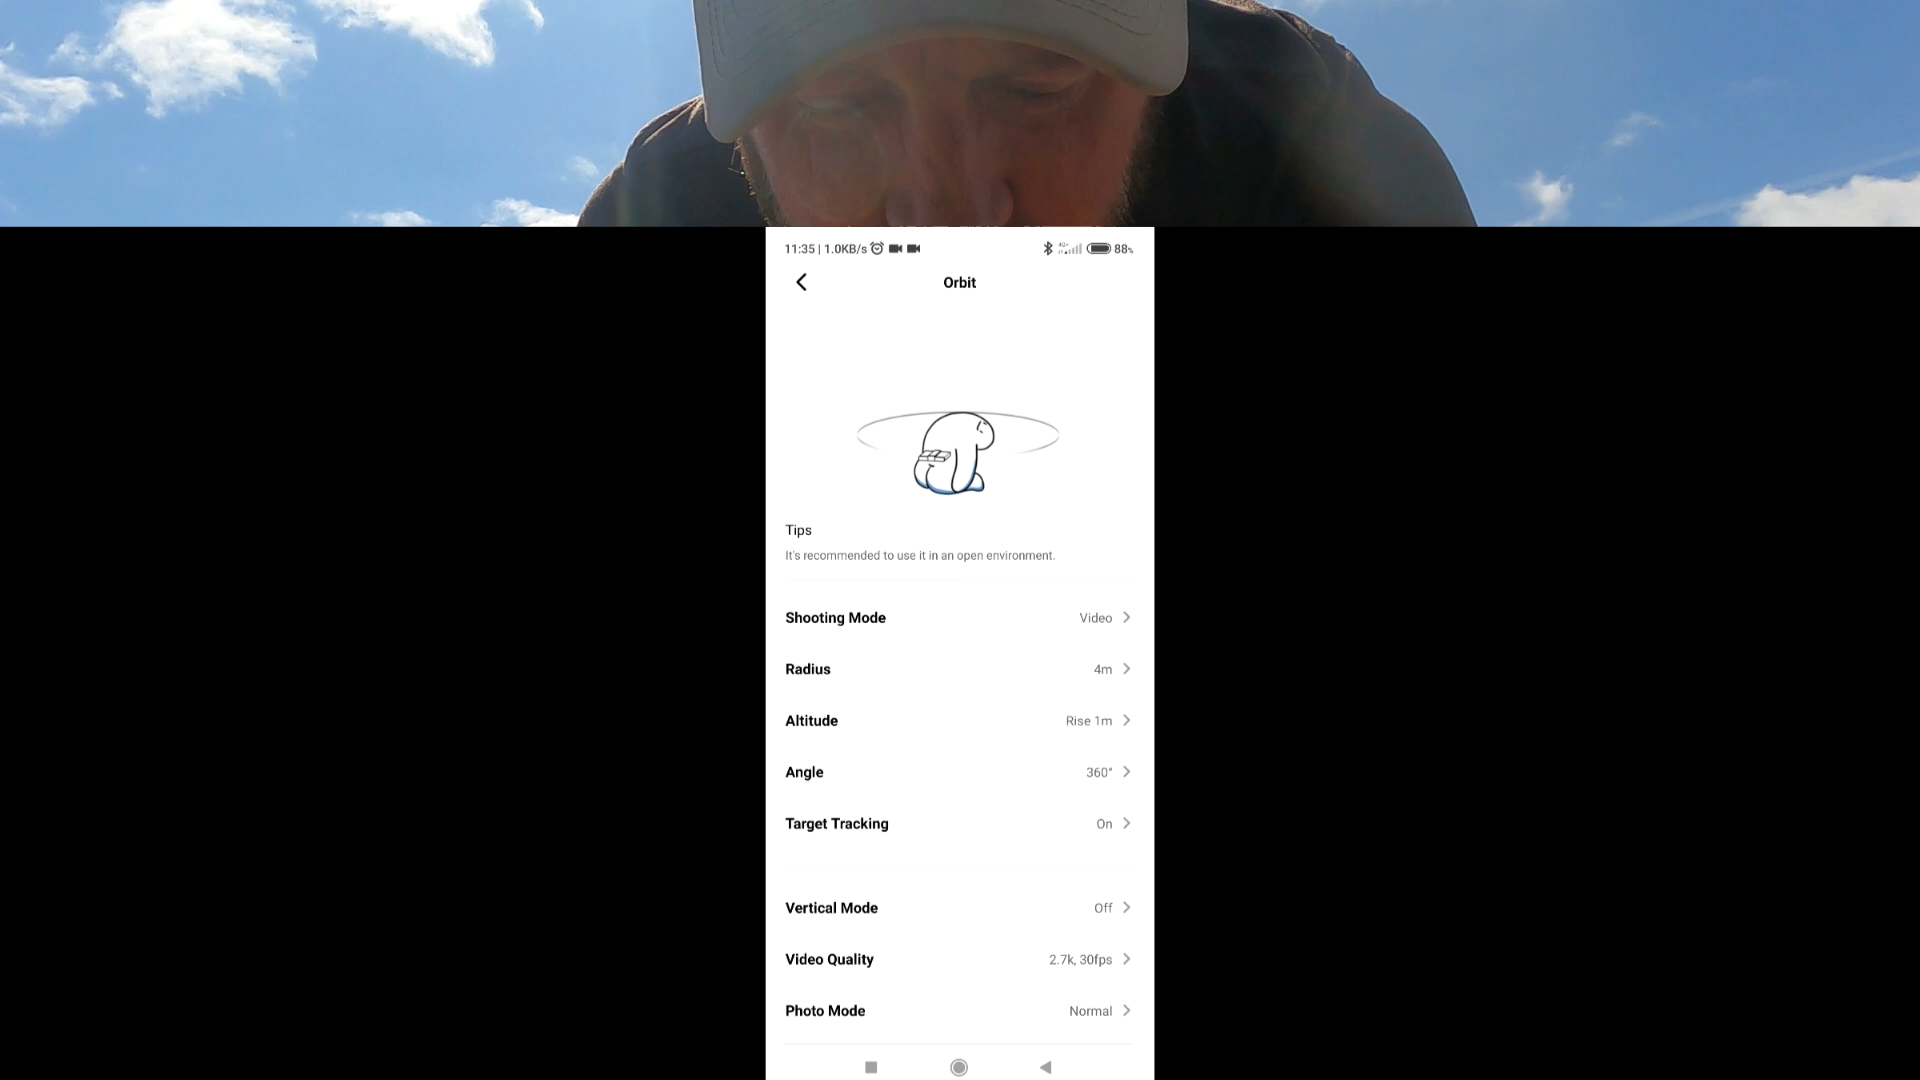 11:35 | 1.0KB/s 88%
Orbit
Tips
It's recommended to use it in an open environment.
Shooting Mode Video
Radius 4m
Altitude Rise 1m
Angle 360°
Target Tracking On
Vertical Mode Off
Video Quality 2.7k, 30fps
Photo Mode Normal